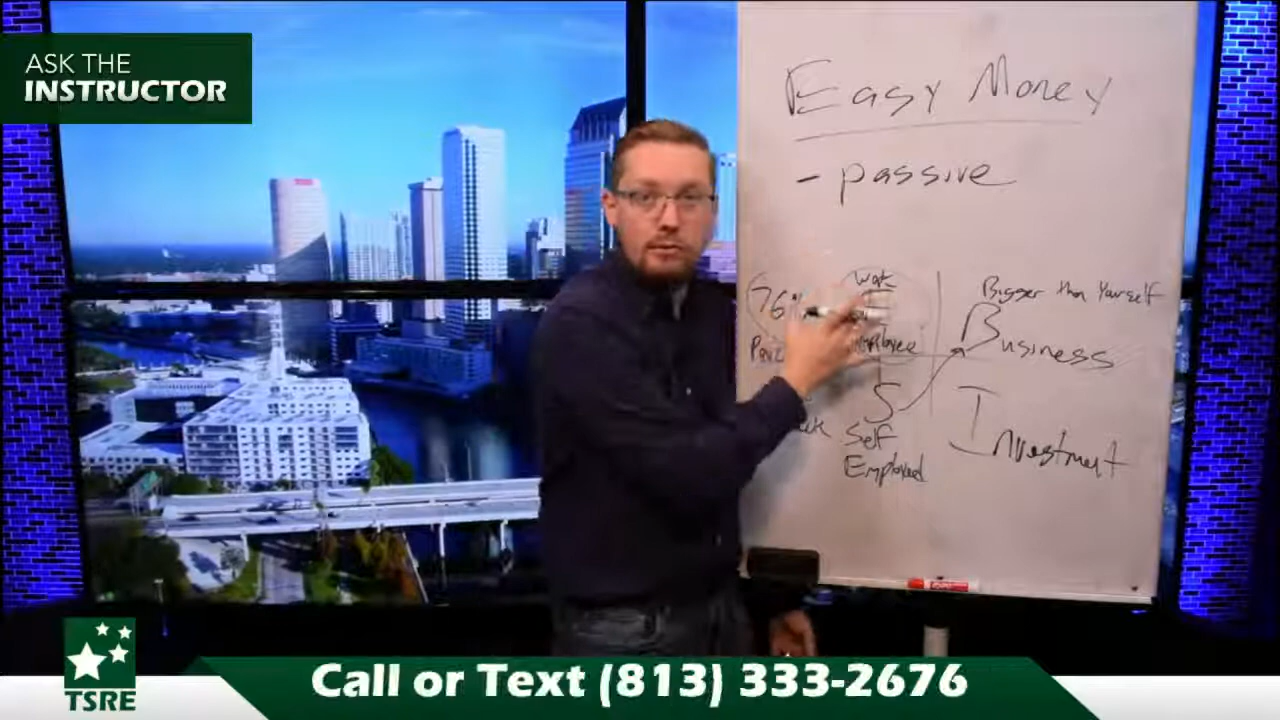 ASK THE
INSTRUCTOR
Easy Money
- passive
Bigger than Yourself
76%
Business
S
Self
Employed
Investment
TSRE
Call or Text (813) 333-2676